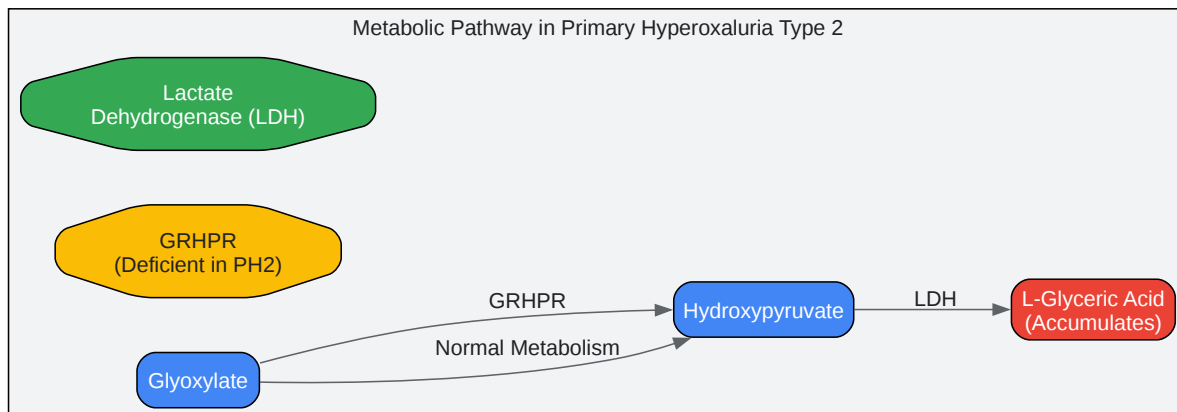 Metabolic Pathway in Primary Hyperoxaluria Type 2
Lactate
Dehydrogenase (LDH)
GRHPR
(Deficient in PH2)
GRHPR
Normal Metabolism
Glyoxylate
Hydroxypyruvate
LDH
L-Glyceric Acid
(Accumulates)